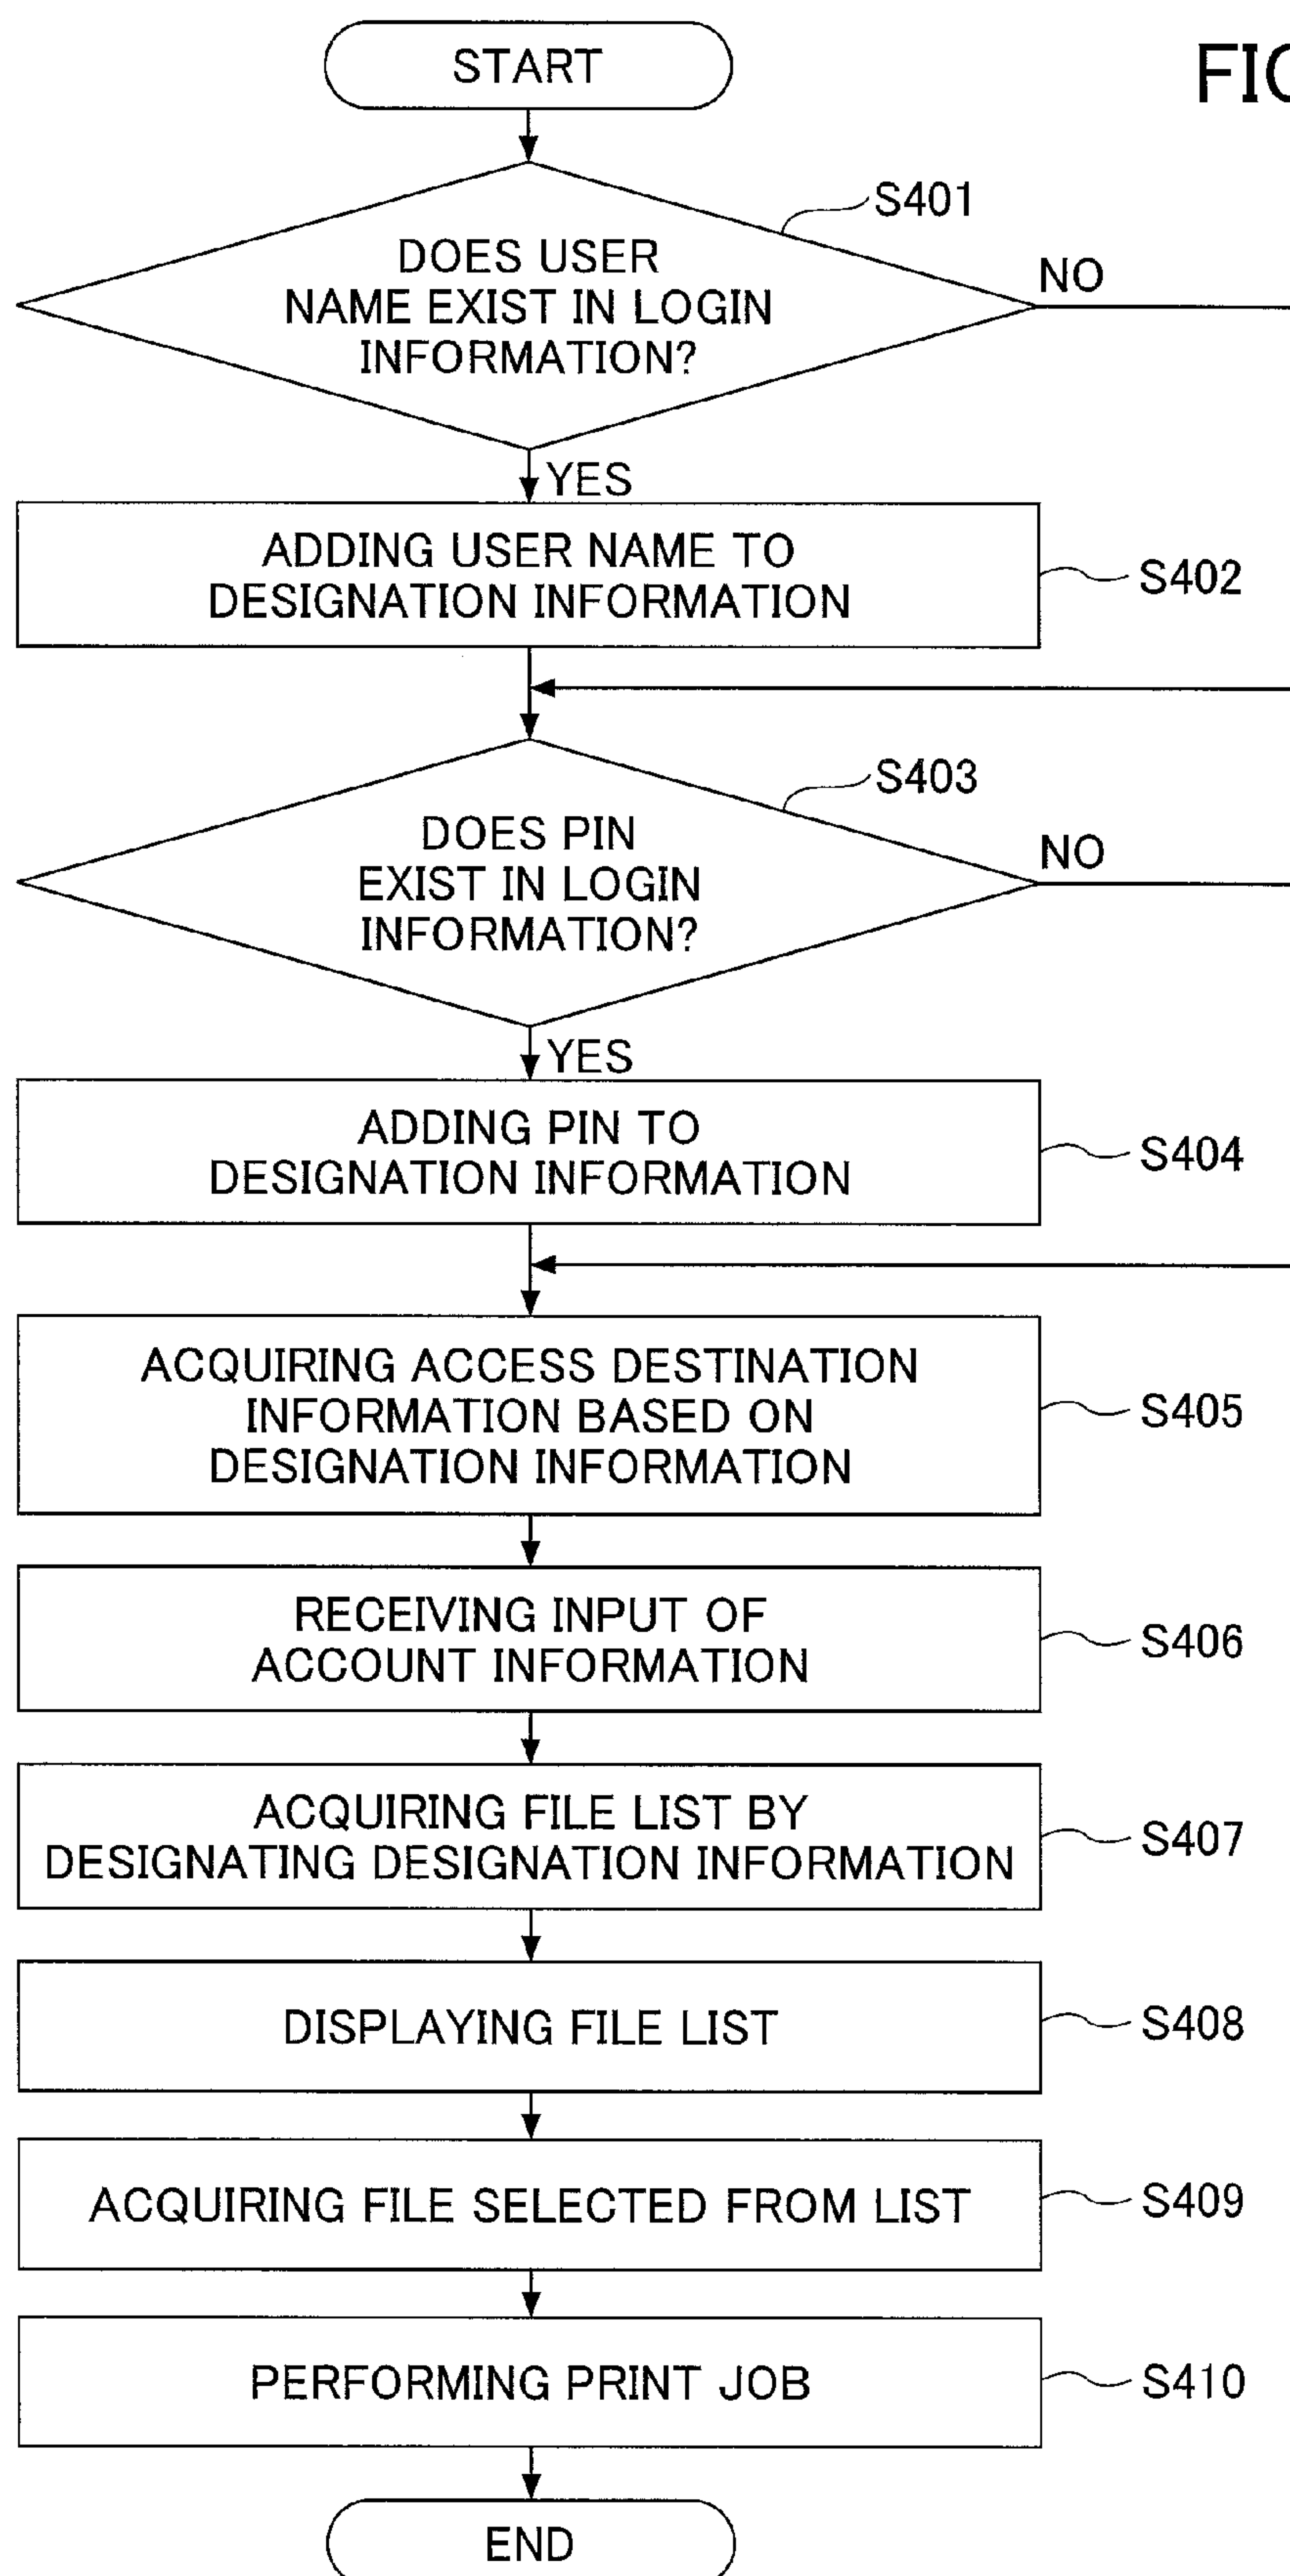 START
FIG
S401
DOES USER
NAME EXIST IN LOGIN
INFORMATION?
NO
YES
ADDING USER NAME TO
DESIGNATION INFORMATION
S402
S403
DOES PIN
EXIST IN LOGIN
INFORMATION?
NO
YES
ADDING PIN TO
DESIGNATION INFORMATION
S404
ACQUIRING ACCESS DESTINATION
INFORMATION BASED ON
DESIGNATION INFORMATION
S405
RECEIVING INPUT OF
ACCOUNT INFORMATION
S406
ACQUIRING FILE LIST BY
DESIGNATING DESIGNATION INFORMATION
S407
DISPLAYING FILE LIST
S408
ACQUIRING FILE SELECTED FROM LIST
S409
PERFORMING PRINT JOB
S410
END